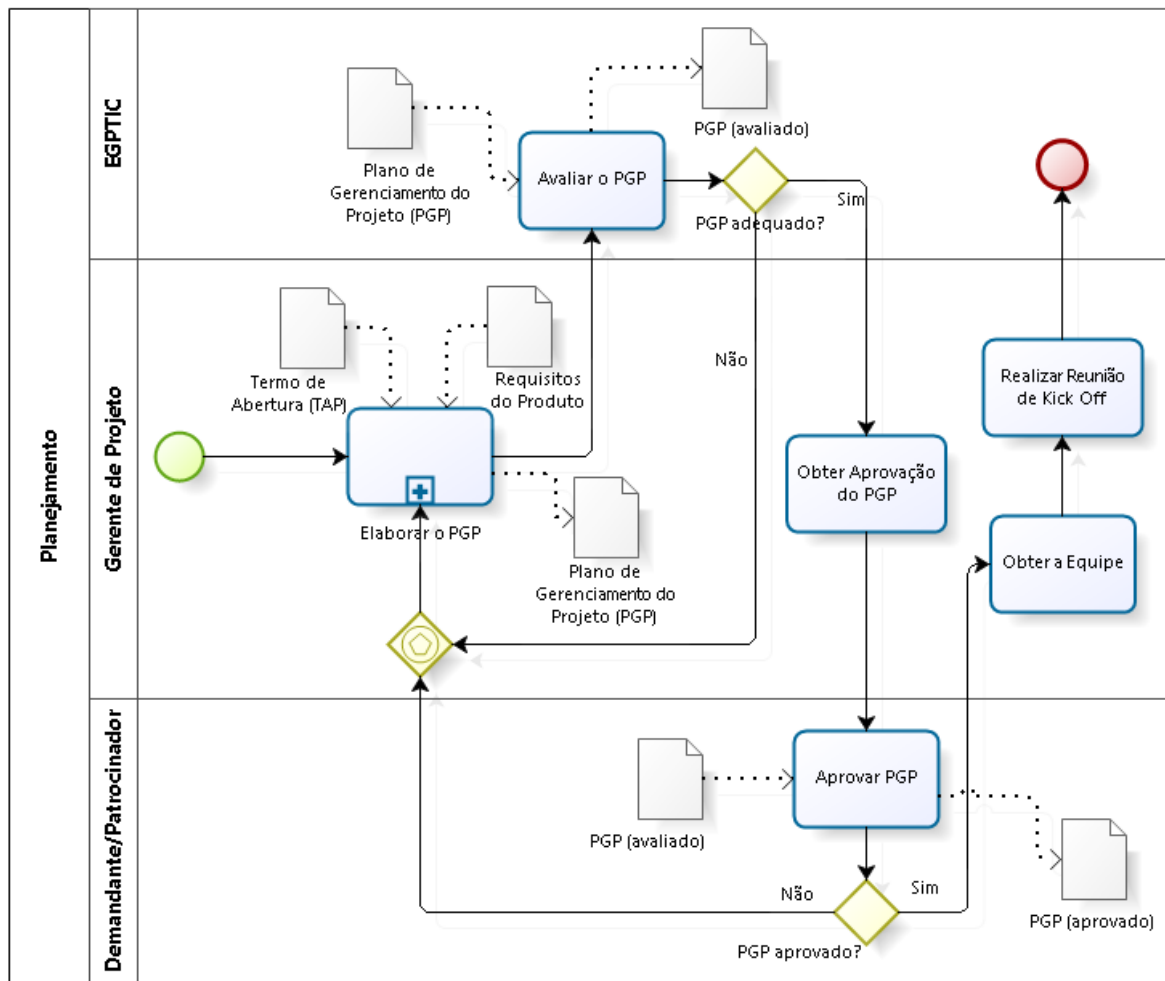 Planejamento
EGPTIC
Plano de
Gerenciamento do
Projeto (PGP)
Avaliar o PGP
PGP (avaliado)
PGP adequado?
Sim
Não
Gerente de Projeto
Termo de
Abertura (TAP)
Requisitos
do Produto
Elaborar o PGP
Plano de
Gerenciamento do
Projeto (PGP)
Obter Aprovação
do PGP
Realizar Reunião
de Kick Off
Obter a Equipe
Demandante/Patrocinador
PGP (avaliado)
Aprovar PGP
PGP (aprovado)
Não
Sim
PGP aprovado?